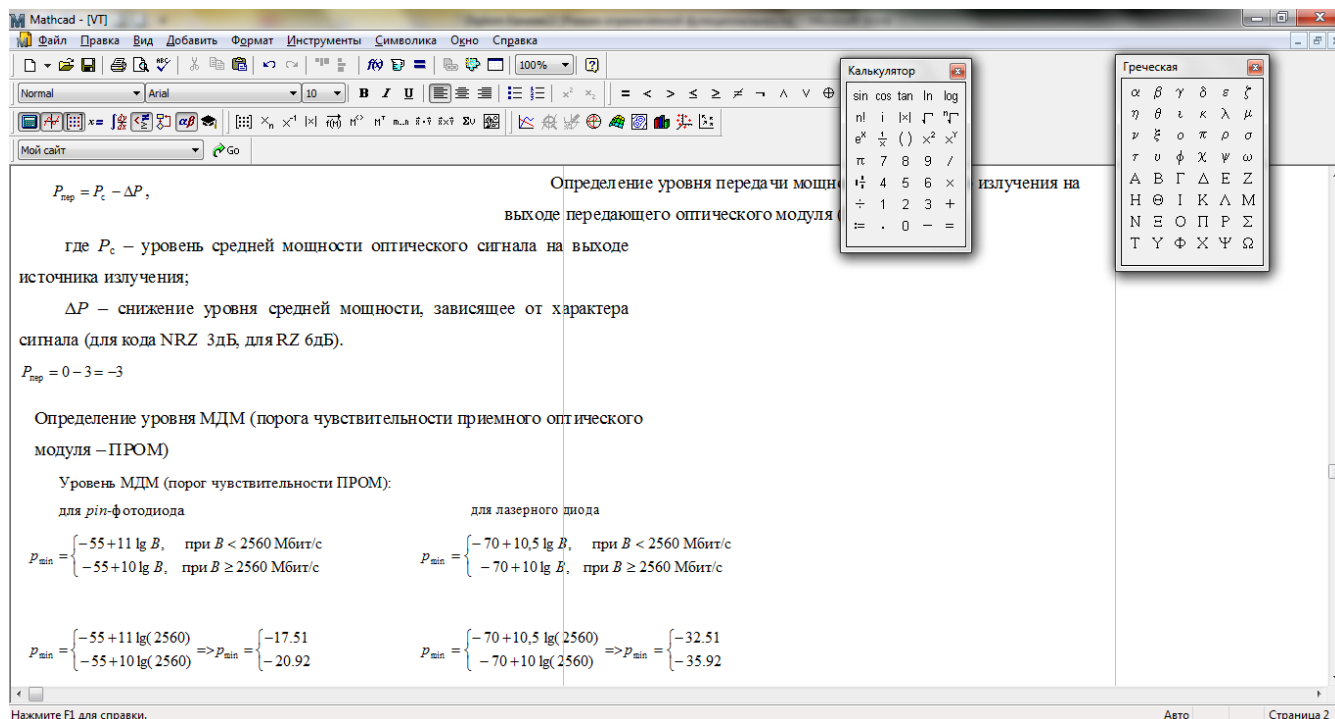 Mathcad - [VT]
Файл Правка Вид Добавить Формат Инструменты Символика Окно Справка
100%
Normal Arial 10 B I U x² x₂ = < > ≤ ≥ ≠ ¬ ∧ ∨ ⊕
Мой сайт Go
Калькулятор
sin cos tan ln log
n! i |×| √ ⁿ√
eˣ 1/x ( ) ×² ×ʸ
π 7 8 9 /
4 5 6 ×
÷ 1 2 3 +
:= . 0 − =
Греческая
α β γ δ ε ζ
η θ ι κ λ μ
ν ξ ο π ρ σ
τ υ φ χ ψ ω
Α Β Γ Δ Ε Ζ
Η Θ Ι Κ Λ Μ
Ν Ξ Ο Π Ρ Σ
Τ Υ Φ Χ Ψ Ω
Pпер = Pс − ΔP ,
Определение уровня передачи мощн излучения на
выходе передающего оптического модуля (
где Pс – уровень средней мощности оптического сигнала на выходе
источника излучения;
ΔP – снижение уровня средней мощности, зависящее от характера
сигнала (для кода NRZ 3дБ, для RZ 6дБ).
Pпер = 0 − 3 = −3
Определение уровня МДМ (порога чувствительности приемного оптического
модуля – ПРОМ)
Уровень МДМ (порог чувствительности ПРОМ):
для pin-фотодиода
для лазерного диода
pmin = { −55+11 lg B, при B < 2560 Мбит/с
−55+10 lg B, при B ≥ 2560 Мбит/с
pmin = { −70+10,5 lg B, при B < 2560 Мбит/с
−70+10 lg B, при B ≥ 2560 Мбит/с
pmin = { −55+11 lg( 2560) => pmin = { −17.51
−55+10 lg( 2560) −20.92
pmin = { −70+10,5 lg( 2560) => pmin = { −32.51
−70+10 lg( 2560) −35.92
Нажмите F1 для справки. Авто Страница 2